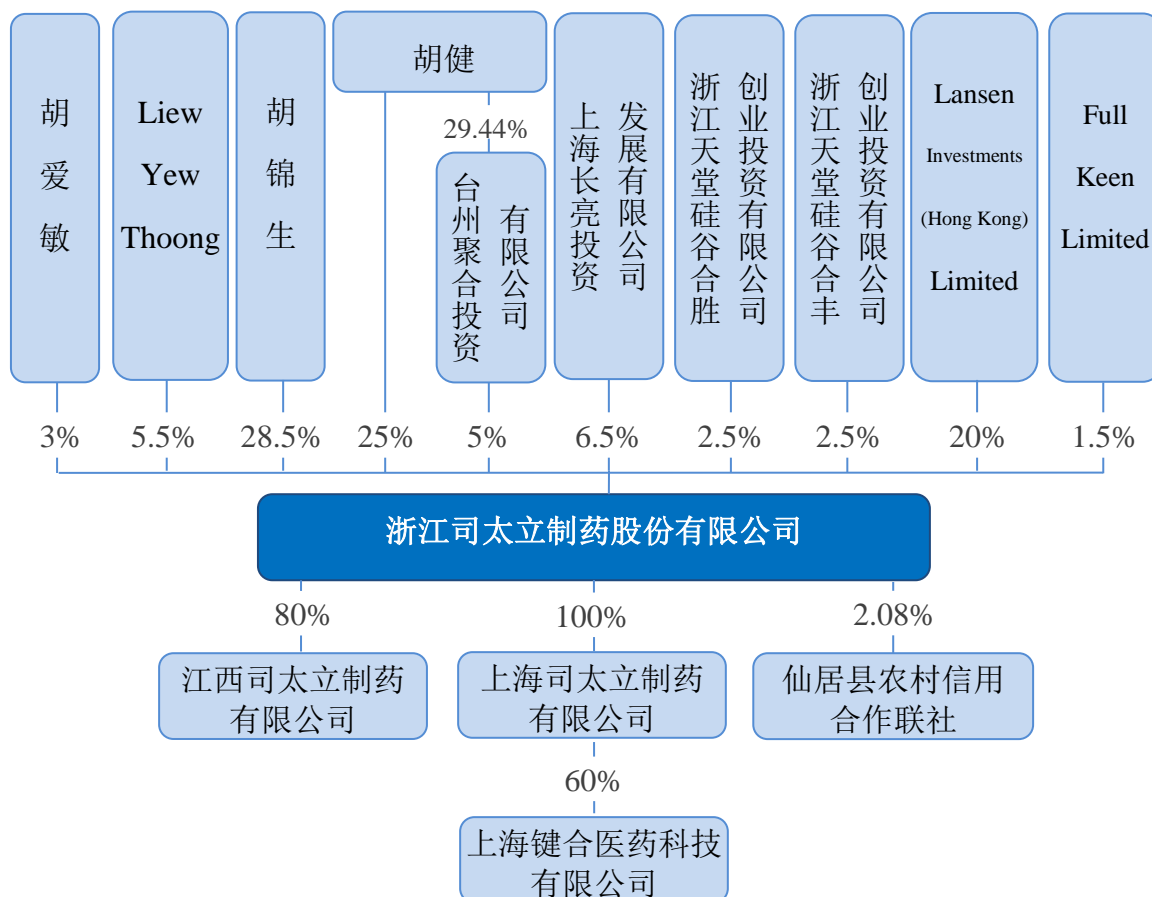 胡爱敏
Liew
Yew
Thoong
胡锦生
胡健
29.44%
台州聚合投资
有限公司
上海长亮投资
发展有限公司
浙江天堂硅谷合胜
创业投资有限公司
浙江天堂硅谷合丰
创业投资有限公司
Lansen
Investments
(Hong Kong)
Limited
Full
Keen
Limited
3%
5.5%
28.5%
25%
5%
6.5%
2.5%
2.5%
20%
1.5%
浙江司太立制药股份有限公司
80%
100%
2.08%
江西司太立制药
有限公司
上海司太立制药
有限公司
仙居县农村信用
合作联社
60%
上海键合医药科技
有限公司